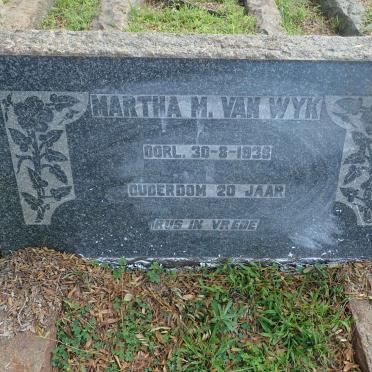 MARTHA M. VAN WYK
OORL. 30-8-1939
OUDERDOM 20 JAAR
RUS IN VREDE